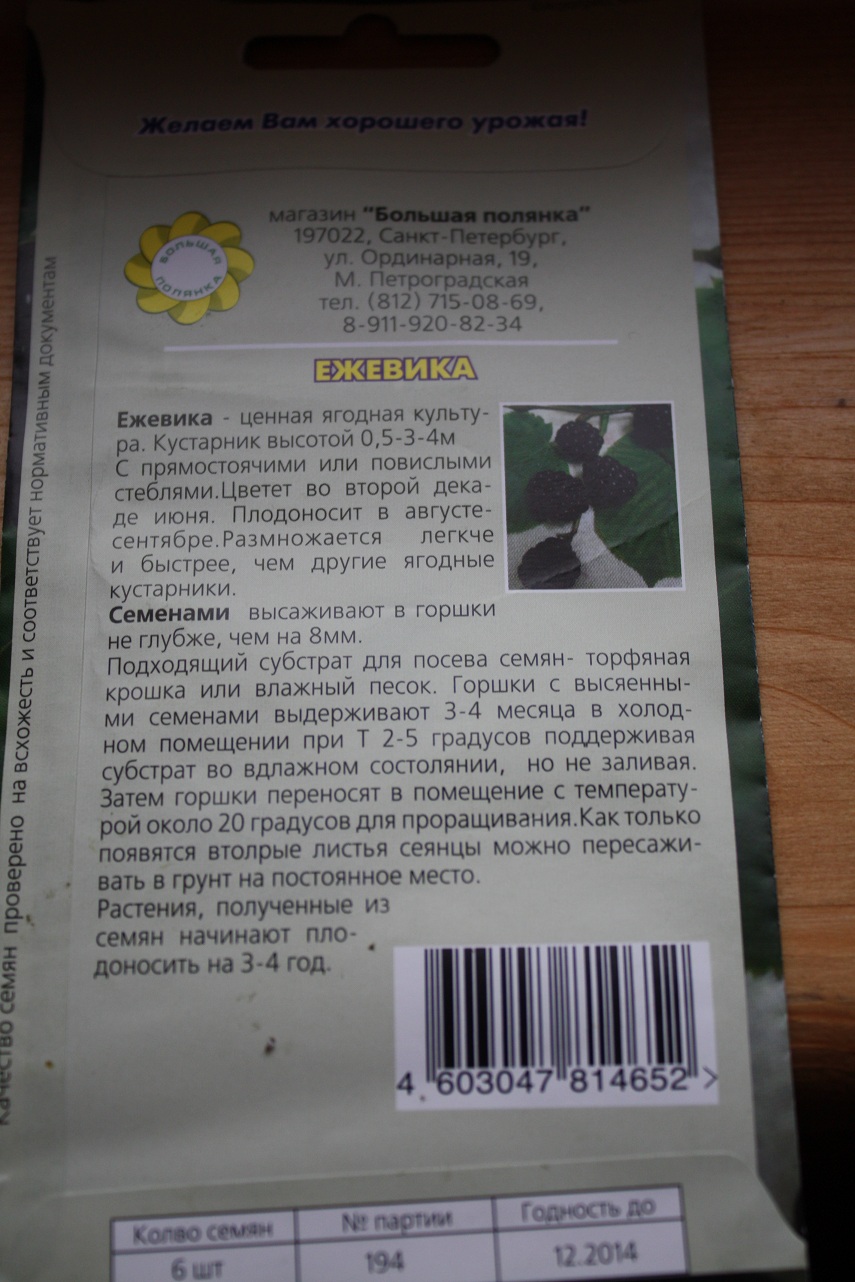 Желаем Вам хорошего урожая!
БОЛЬШАЯ
ПОЛЯНКА
магазин "Большая полянка"
197022, Санкт-Петербург,
ул. Ординарная, 19,
М. Петроградская
тел. (812) 715-08-69,
8-911-920-82-34
ЕЖЕВИКА
Ежевика - ценная ягодная культу-
ра. Кустарник высотой 0,5-3-4м
С прямостоячими или повислыми
стеблями.Цветет во второй дека-
де июня. Плодоносит в августе-
сентябре.Размножается легкче
и быстрее, чем другие ягодные
кустарники.
Семенами высаживают в горшки
не глубже, чем на 8мм.
Подходящий субстрат для посева семян- торфяная
крошка или влажный песок. Горшки с высяенны-
ми семенами выдерживают 3-4 месяца в холод-
ном помещении при Т 2-5 градусов поддерживая
субстрат во вдлажном состоянии, но не заливая.
Затем горшки переносят в помещение с температу-
рой около 20 градусов для проращивания.Как только
появятся втолрые листья сеянцы можно пересажи-
вать в грунт на постоянное место.
Растения, полученные из
семян начинают пло-
доносить на 3-4 год.
4 603047 814652 >
Колво семян № партии Годность до
6 шт 194 12.2014
Качество семян проверено на всхожесть и соответствует нормативным документам